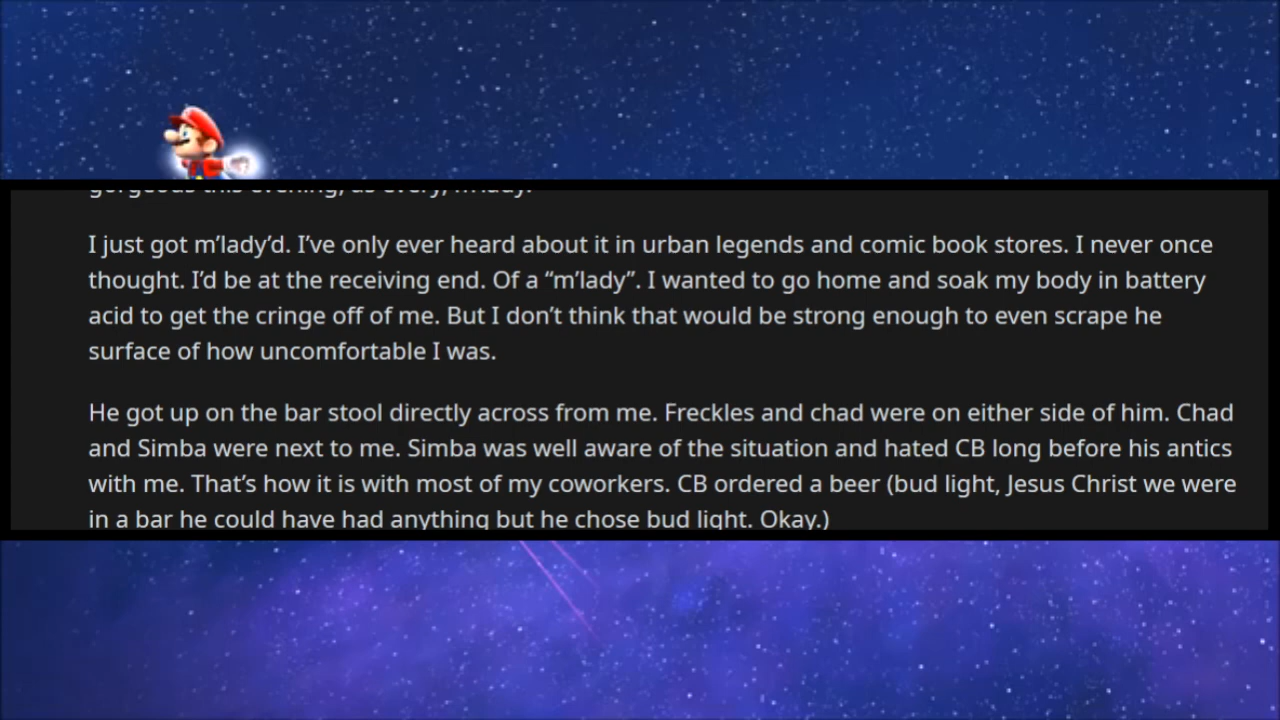 gorgeous this evening, as every, m'lady.
I just got m’lady’d. I’ve only ever heard about it in urban legends and comic book stores. I never once
thought. I’d be at the receiving end. Of a “m’lady”. I wanted to go home and soak my body in battery
acid to get the cringe off of me. But I don’t think that would be strong enough to even scrape he
surface of how uncomfortable I was.
He got up on the bar stool directly across from me. Freckles and chad were on either side of him. Chad
and Simba were next to me. Simba was well aware of the situation and hated CB long before his antics
with me. That’s how it is with most of my coworkers. CB ordered a beer (bud light, Jesus Christ we were
in a bar he could have had anything but he chose bud light. Okay.)